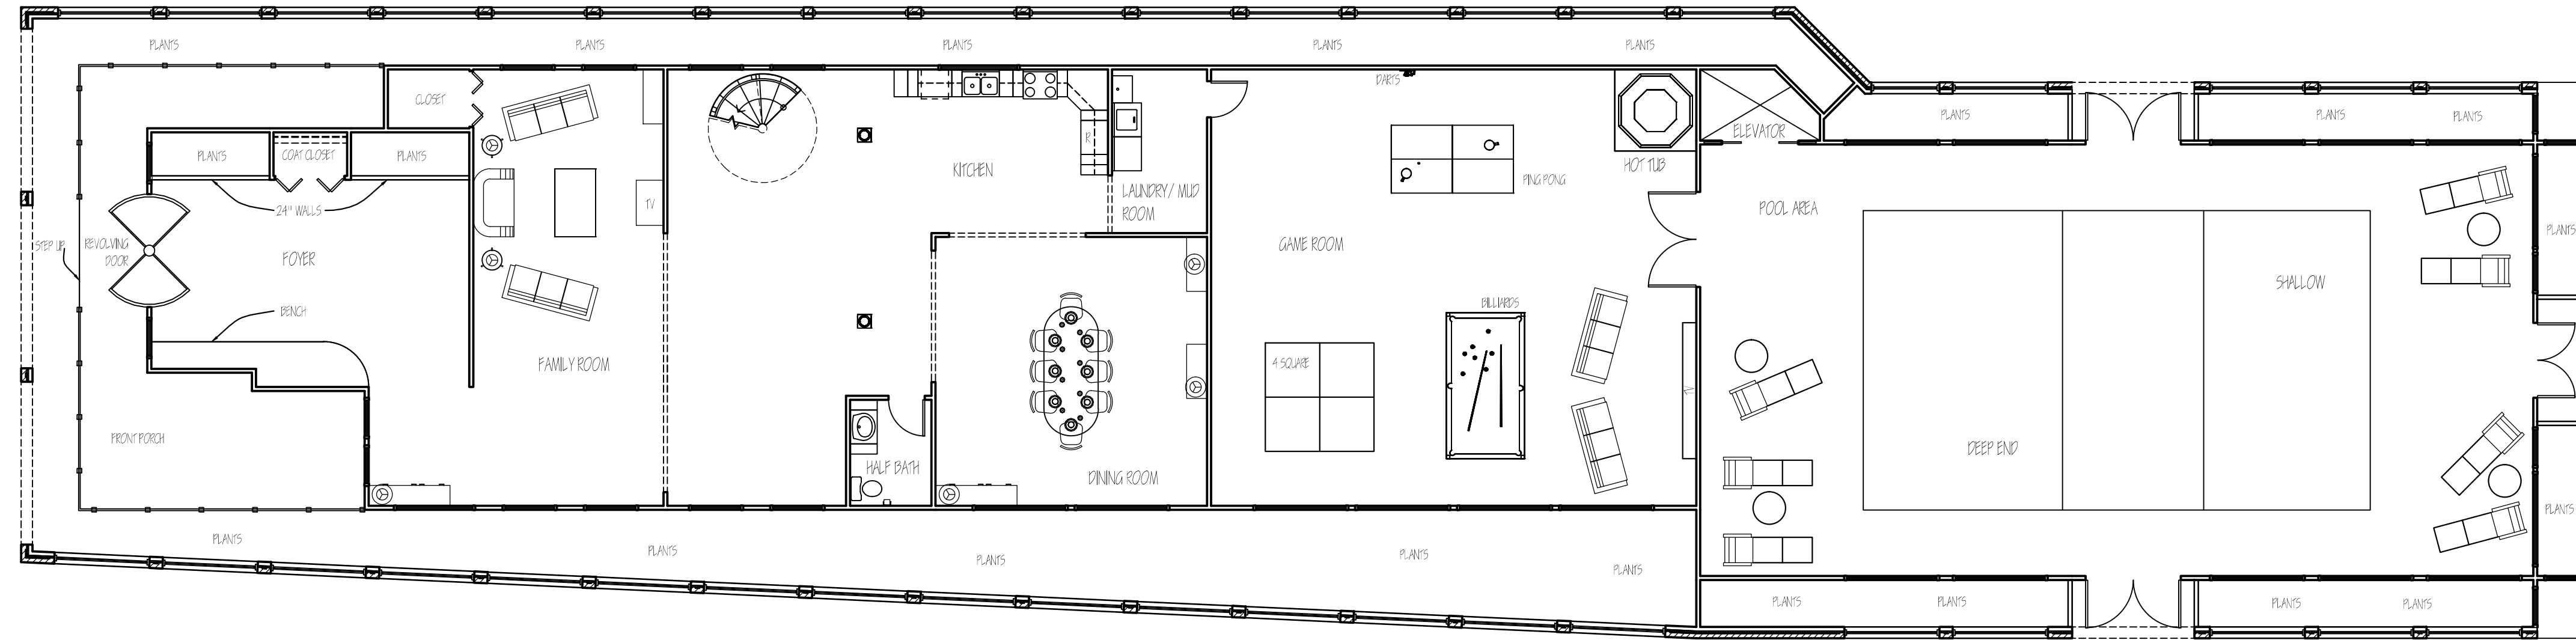 PLANTS
PLANTS
PLANTS
PLANTS
PLANTS
DARTS
CLOSET
PLANTS
PLANTS
PLANTS
ELEVATOR
R
PLANTS
COAT CLOSET
PLANTS
KITCHEN
HOT TUB
PING PONG
LAUNDRY/ MUD
ROOM
TV
24" WALLS
POOL AREA
STEP UP
REVOLVING
DOOR
FOYER
GAME ROOM
PLANTS
SHALLOW
BENCH
BILLIARDS
FAMILY ROOM
4 SQUARE
TV
FRONT PORCH
DEEP END
HALF BATH
DINING ROOM
PLANTS
PLANTS
PLANTS
PLANTS
PLANTS
PLANTS
PLANTS
PLANTS
PLANTS
PLANTS